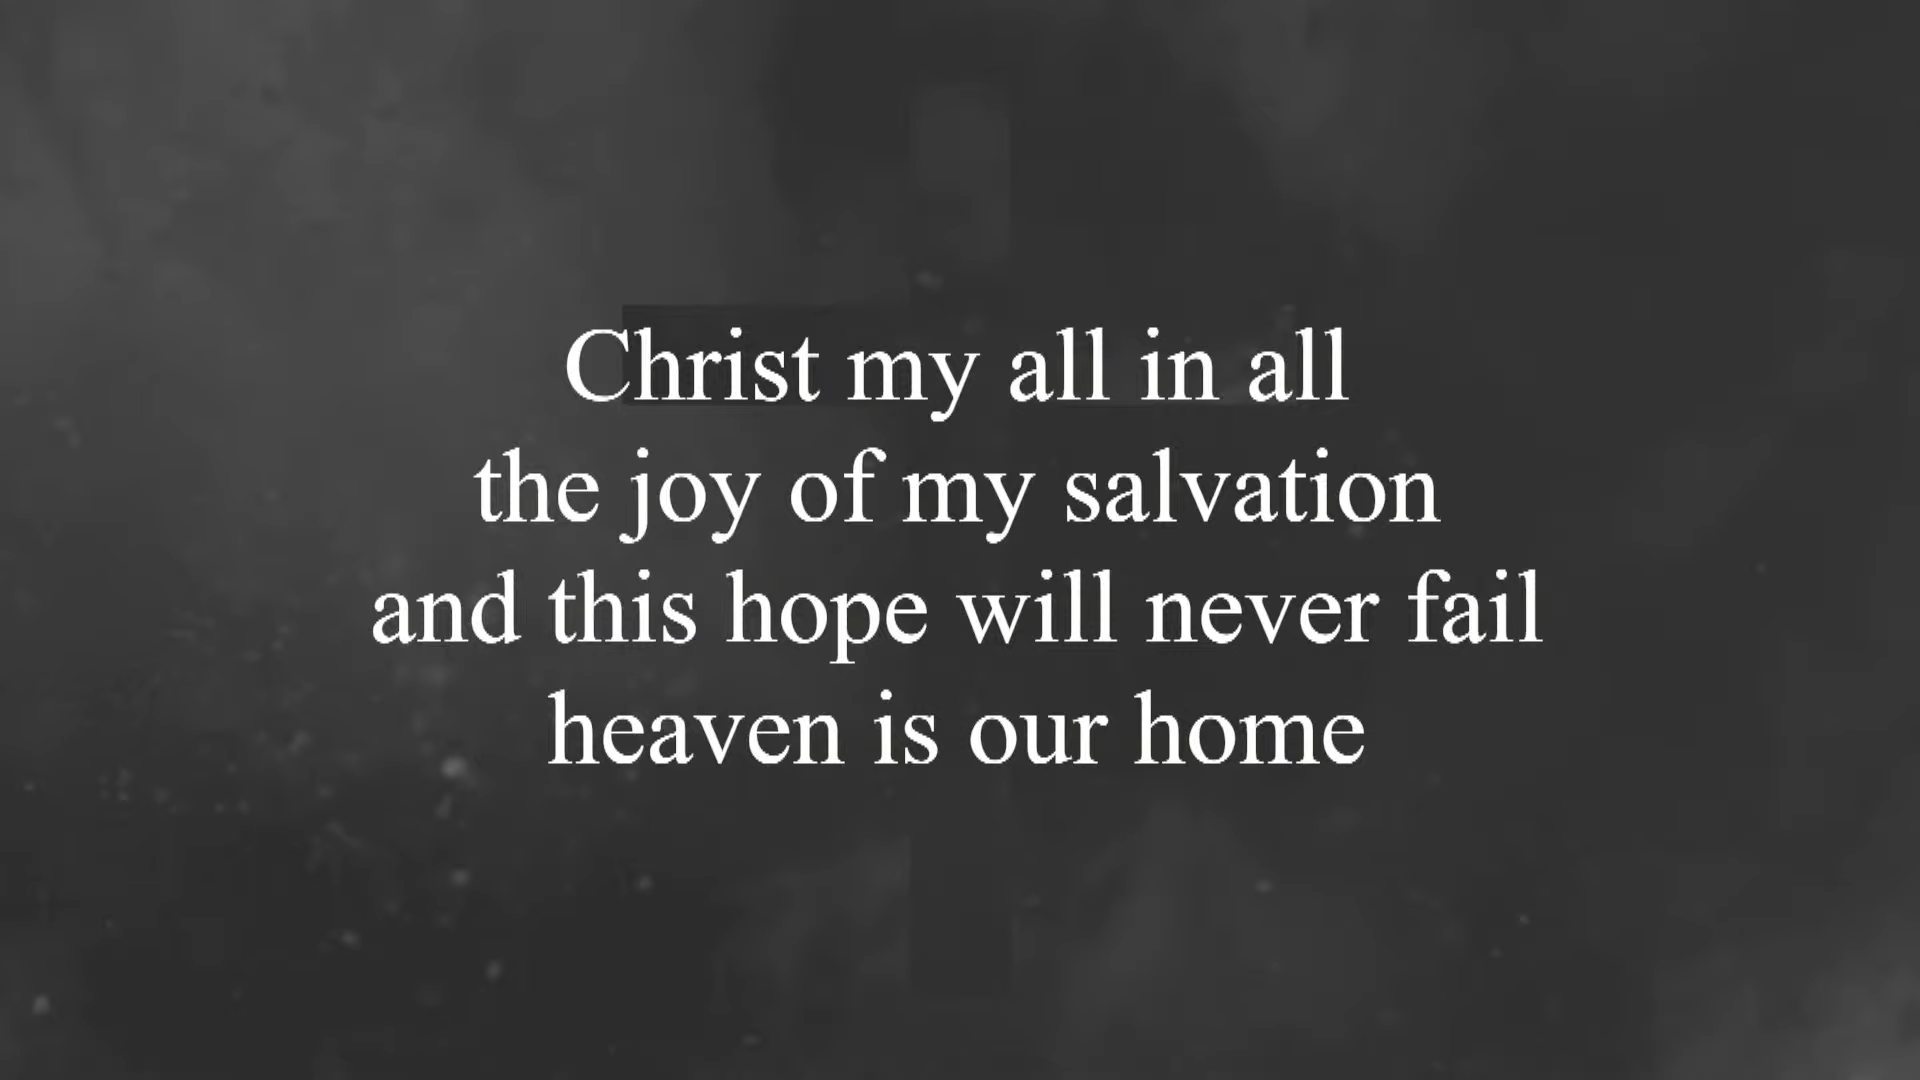 Christ my all in all
the joy of my salvation
and this hope will never fail
heaven is our home